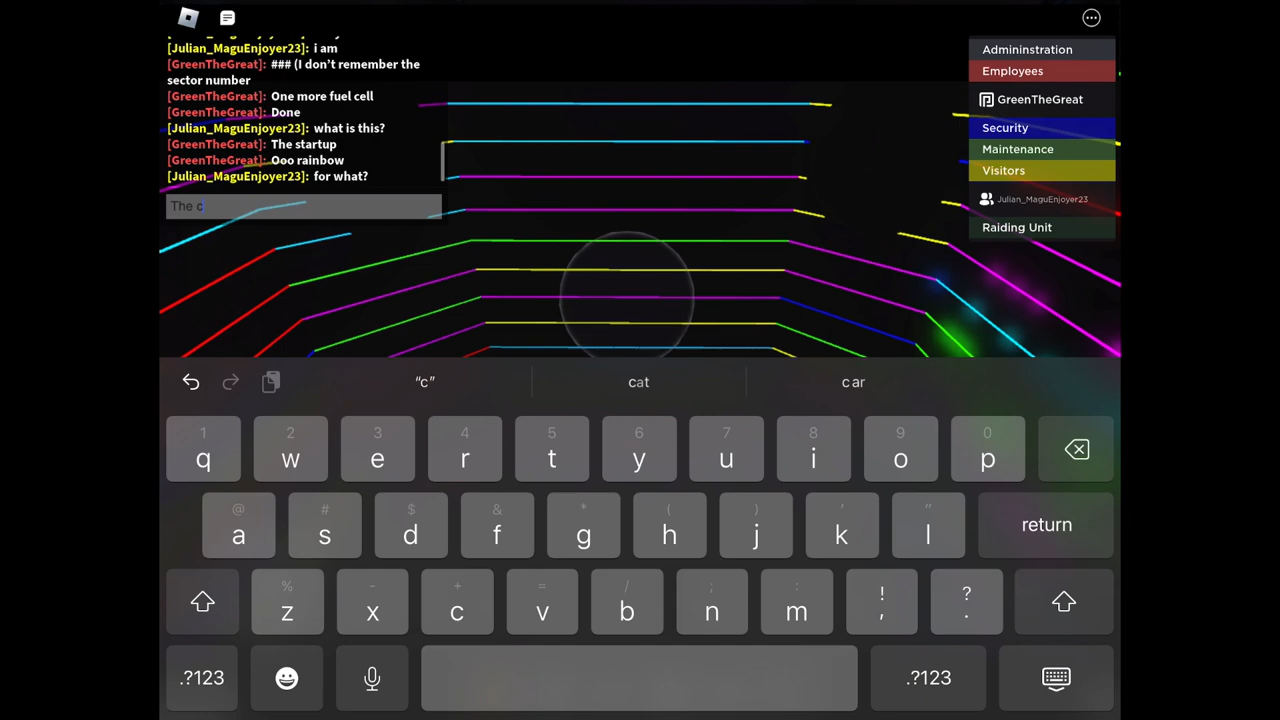 [Julian_MaguEnjoyer23]: i am
[GreenTheGreat]: ### (I don't remember the
sector number
[GreenTheGreat]: One more fuel cell
[GreenTheGreat]: Done
[Julian_MaguEnjoyer23]: what is this?
[GreenTheGreat]: The startup
[GreenTheGreat]: Ooo rainbow
[Julian_MaguEnjoyer23]: for what?
The c
Admininstration
Employees
GreenTheGreat
Security
Maintenance
Visitors
Julian_MaguEnjoyer23
Raiding Unit
“c” cat car
1 2 3 4 5 6 7 8 9 0
q w e r t y u i o p
@ # $ & * ( ) ' "
a s d f g h j k l return
% - + = / ; : ! ?
z x c v b n m , .
.?123 .?123